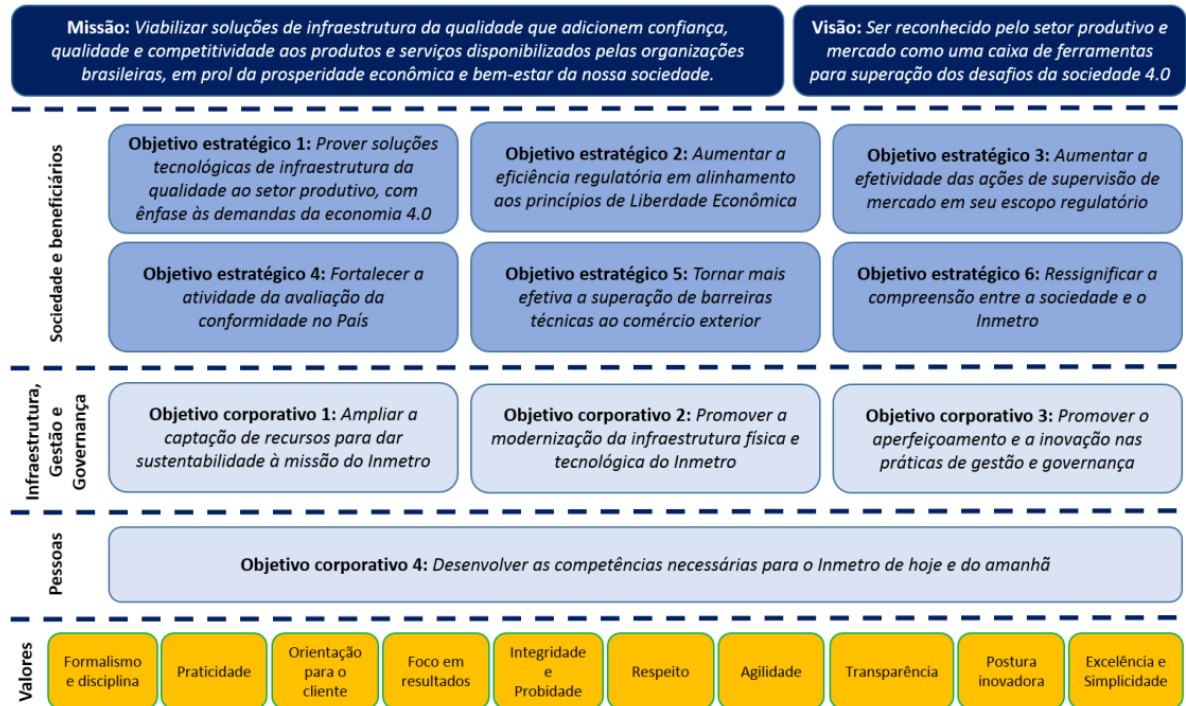 Missão: Viabilizar soluções de infraestrutura da qualidade que adicionem confiança,
qualidade e competitividade aos produtos e serviços disponibilizados pelas organizações
brasileiras, em prol da prosperidade econômica e bem-estar da nossa sociedade.
Visão: Ser reconhecido pelo setor produtivo e
mercado como uma caixa de ferramentas
para superação dos desafios da sociedade 4.0
Sociedade e beneficiários
Objetivo estratégico 1: Prover soluções
tecnológicas de infraestrutura da
qualidade ao setor produtivo, com
ênfase às demandas da economia 4.0
Objetivo estratégico 2: Aumentar a
eficiência regulatória em alinhamento
aos princípios de Liberdade Econômica
Objetivo estratégico 3: Aumentar a
efetividade das ações de supervisão de
mercado em seu escopo regulatório
Objetivo estratégico 4: Fortalecer a
atividade da avaliação da
conformidade no País
Objetivo estratégico 5: Tornar mais
efetiva a superação de barreiras
técnicas ao comércio exterior
Objetivo estratégico 6: Ressignificar a
compreensão entre a sociedade e o
Inmetro
Infraestrutura,
Gestão e
Governança
Objetivo corporativo 1: Ampliar a
captação de recursos para dar
sustentabilidade à missão do Inmetro
Objetivo corporativo 2: Promover a
modernização da infraestrutura física e
tecnológica do Inmetro
Objetivo corporativo 3: Promover o
aperfeiçoamento e a inovação nas
práticas de gestão e governança
Pessoas
Objetivo corporativo 4: Desenvolver as competências necessárias para o Inmetro de hoje e do amanhã
Valores
Formalismo
e disciplina
Praticidade
Orientação
para o
cliente
Foco em
resultados
Integridade
e
Probidade
Respeito
Agilidade
Transparência
Postura
inovadora
Excelência e
Simplicidade